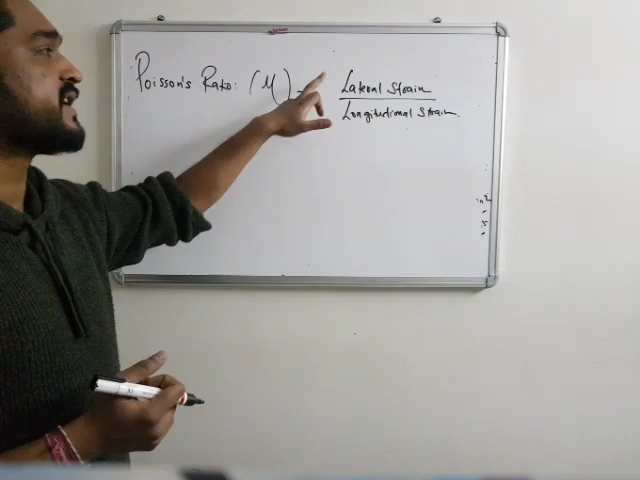 Poisson's Ratio: (μ) = Lateral Strain
Longitudinal Strain